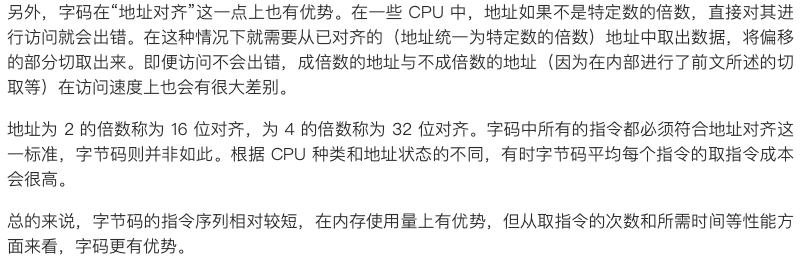 另外，字码在“地址对齐”这一点上也有优势。在一些 CPU 中，地址如果不是特定数的倍数，直接对其进
行访问就会出错。在这种情况下就需要从已对齐的（地址统一为特定数的倍数）地址中取出数据，将偏移
的部分切取出来。即便访问不会出错，成倍数的地址与不成倍数的地址（因为在内部进行了前文所述的切
取等）在访问速度上也会有很大差别。
地址为 2 的倍数称为 16 位对齐，为 4 的倍数称为 32 位对齐。字码中所有的指令都必须符合地址对齐这
一标准，字节码则并非如此。根据 CPU 种类和地址状态的不同，有时字节码平均每个指令的取指令成本
会很高。
总的来说，字节码的指令序列相对较短，在内存使用量上有优势，但从取指令的次数和所需时间等性能方
面来看，字码更有优势。